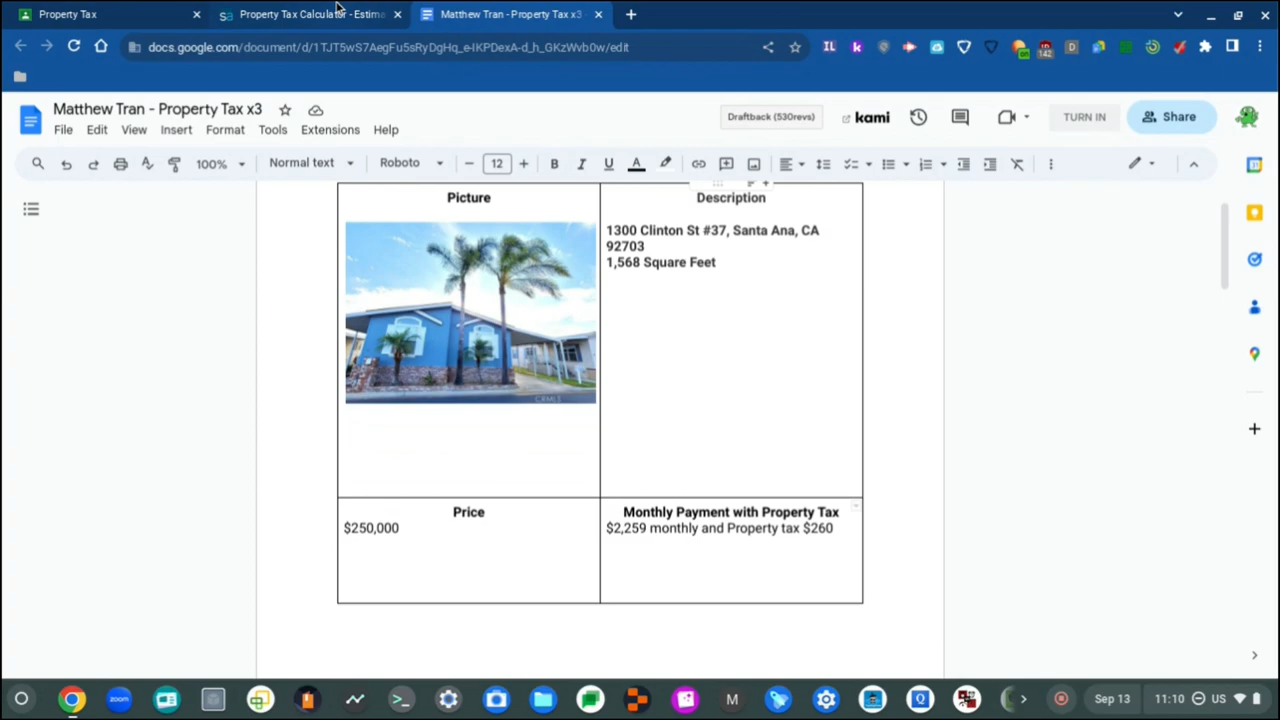 Property Tax
Property Tax Calculator - Estima
Matthew Tran - Property Tax x3
docs.google.com/document/d/1TJT5wS7AegFu5sRyDgHq_e-IKPDexA-d_h_GKzWvb0w/edit
142
Matthew Tran - Property Tax x3
File Edit View Insert Format Tools Extensions Help
Draftback (530revs)
kami
TURN IN
Share
100%
Normal text
Roboto
12
Picture
Description
1300 Clinton St #37, Santa Ana, CA
92703
1,568 Square Feet
CRMLS
Price
$250,000
Monthly Payment with Property Tax
$2,259 monthly and Property tax $260
zoom
Sep 13
11:10
US